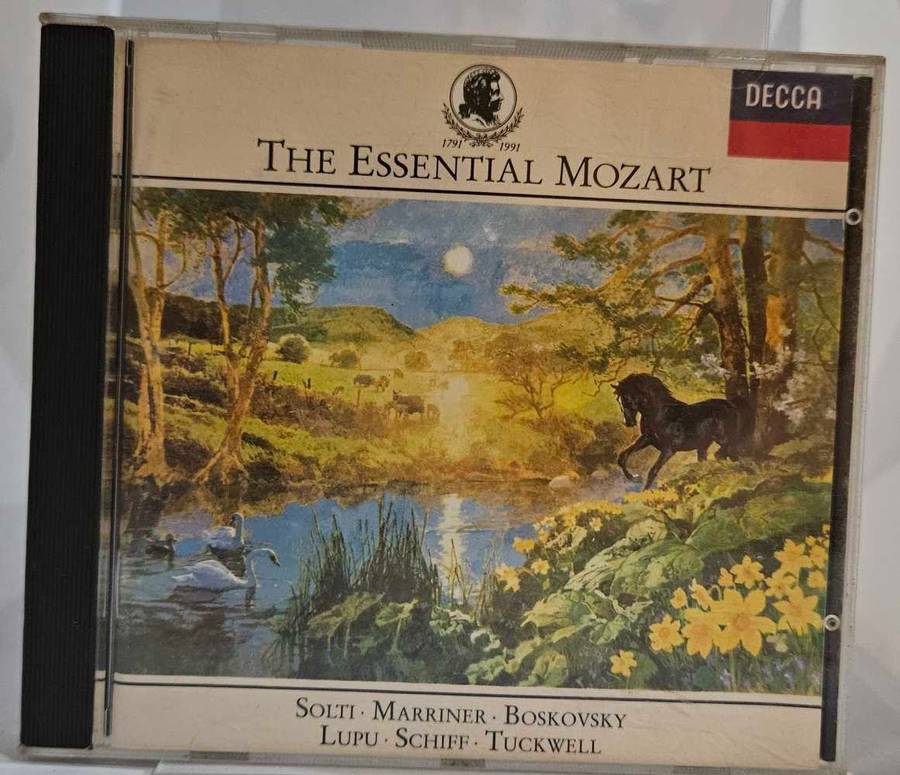 DECCA
1791 1991
THE ESSENTIAL MOZART
SOLTI · MARRINER · BOSKOVSKY
LUPU · SCHIFF · TUCKWELL